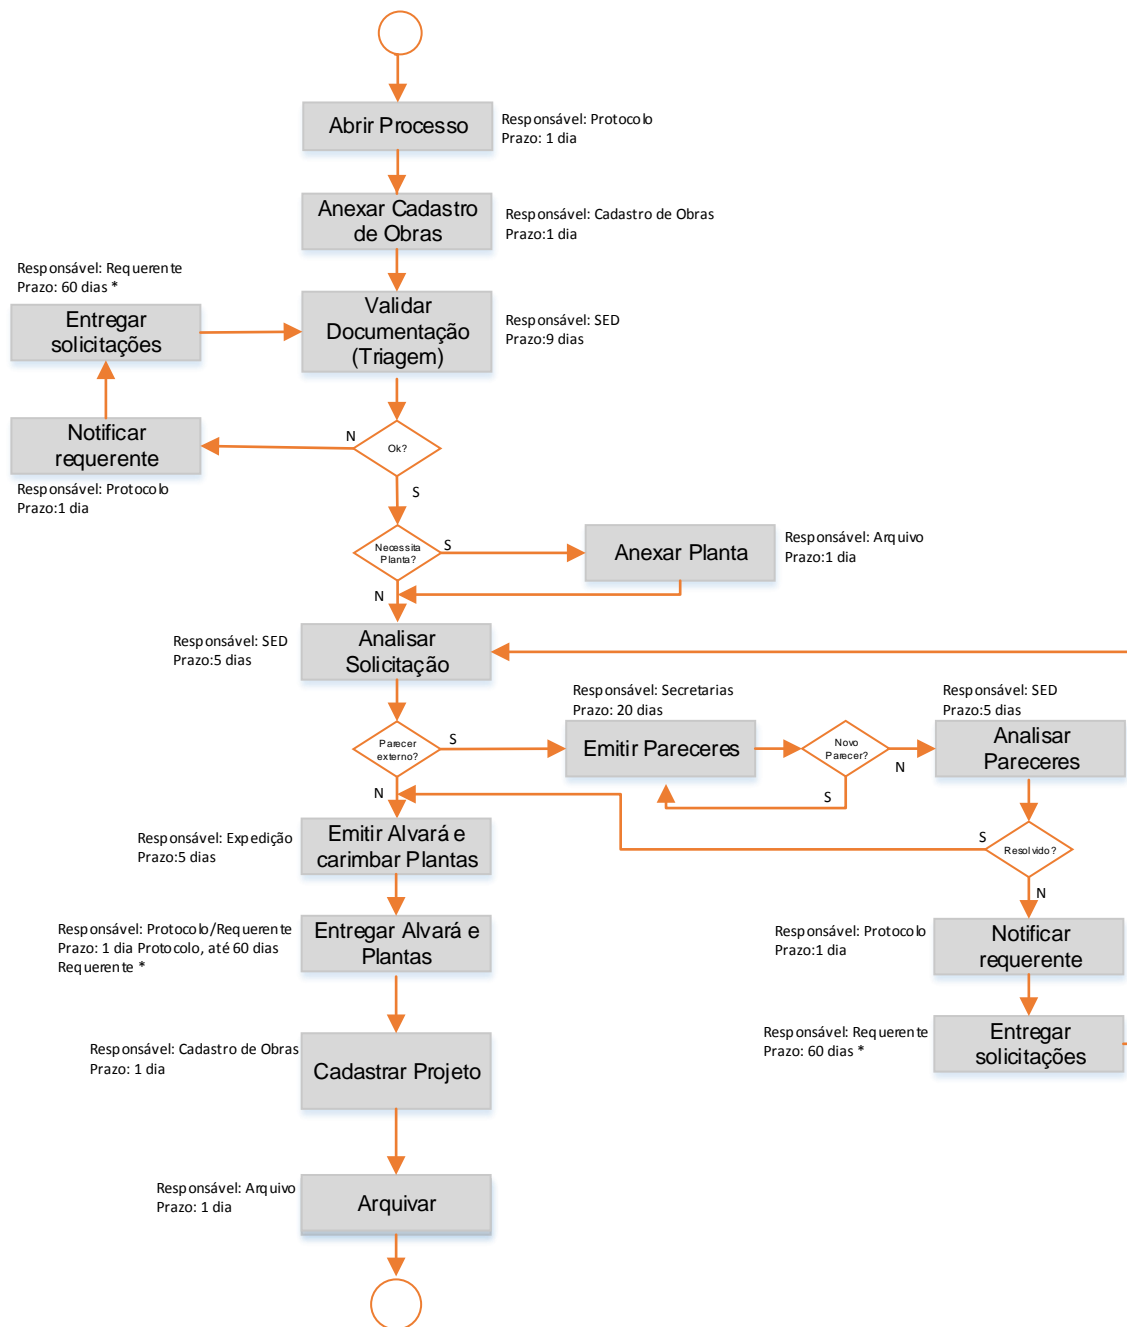 Abrir Processo
Responsável: Protocolo
Prazo: 1 dia
Anexar Cadastro
de Obras
Responsável: Cadastro de Obras
Prazo:1 dia
Responsável: Requerente
Prazo: 60 dias *
Entregar
solicitações
Validar
Documentação
(Triagem)
Responsável: SED
Prazo:9 dias
Notificar
requerente
N
Ok?
Responsável: Protocolo
Prazo:1 dia
S
Necessita
Planta?
S
Anexar Planta
Responsável: Arquivo
Prazo:1 dia
N
Responsável: SED
Prazo:5 dias
Analisar
Solicitação
Parecer
externo?
S
Responsável: Secretarias
Prazo: 20 dias
Emitir Pareceres
Novo
Parecer?
N
S
Responsável: SED
Prazo:5 dias
Analisar
Pareceres
N
Responsável: Expedição
Prazo:5 dias
Emitir Alvará e
carimbar Plantas
S
Resolvido?
N
Responsável: Protocolo/Requerente
Prazo: 1 dia Protocolo, até 60 dias
Requerente *
Entregar Alvará e
Plantas
Responsável: Protocolo
Prazo:1 dia
Notificar
requerente
Responsável: Requerente
Prazo: 60 dias *
Entregar
solicitações
Responsável: Cadastro de Obras
Prazo: 1 dia
Cadastrar Projeto
Responsável: Arquivo
Prazo: 1 dia
Arquivar